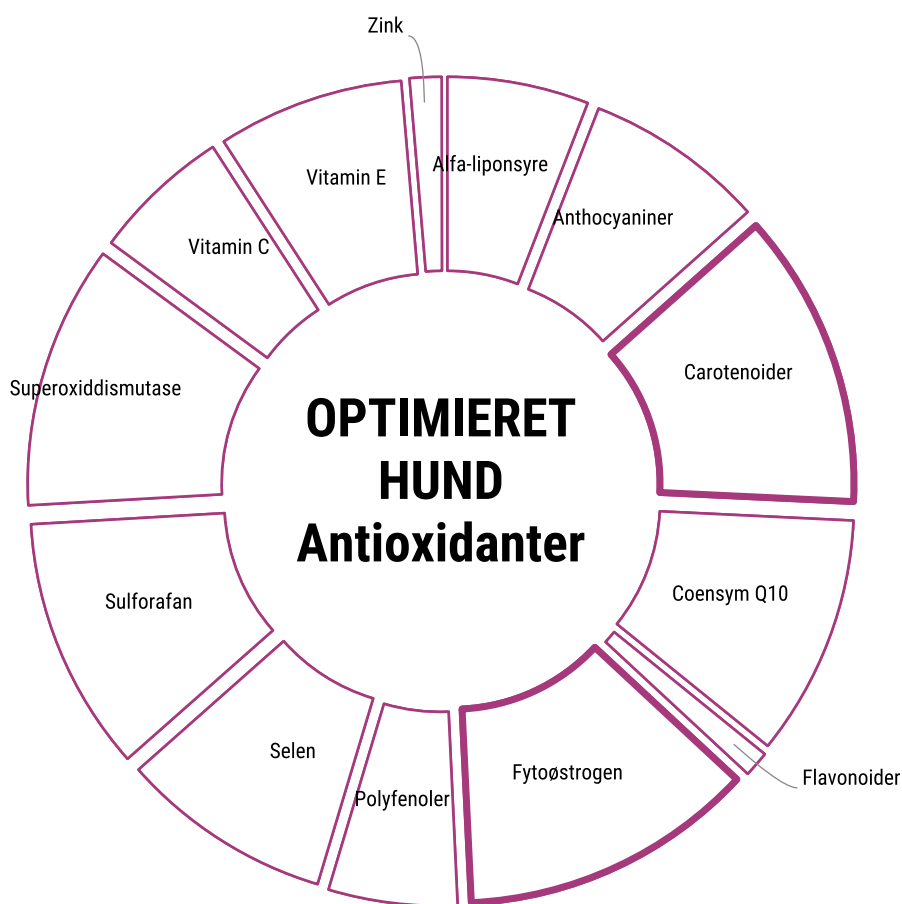 Zink
Alfa-liponsyre
Anthocyaniner
Carotenoider
Coensym Q10
Flavonoider
Fytoøstrogen
Polyfenoler
Selen
Sulforafan
Superoxiddismutase
Vitamin C
Vitamin E
OPTIMIERET
HUND
Antioxidanter